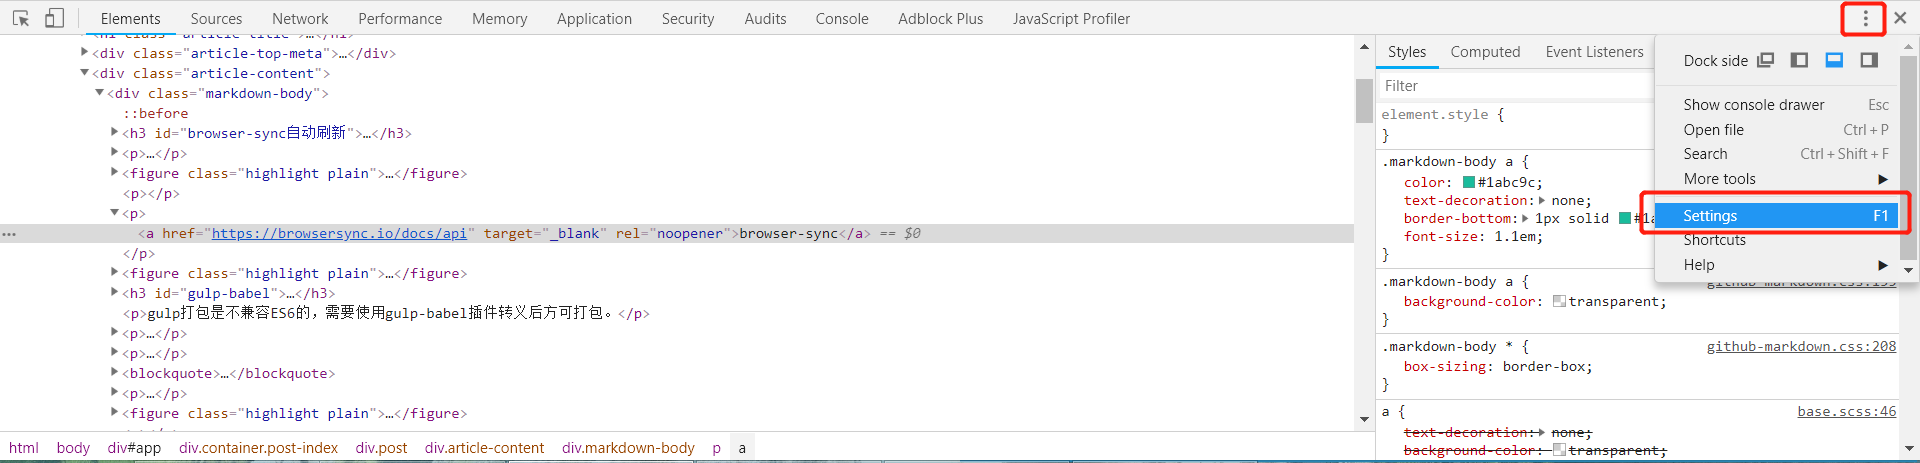 Elements Sources Network Performance Memory Application Security Audits Console Adblock Plus JavaScript Profiler
<div class="article-top-meta">…</div>
<div class="article-content">
<div class="markdown-body">
::before
<h3 id="browser-sync自动刷新">…</h3>
<p>…</p>
<figure class="highlight plain">…</figure>
<p></p>
<p>
<a href="https://browsersync.io/docs/api" target="_blank" rel="noopener">browser-sync</a> == $0
</p>
<figure class="highlight plain">…</figure>
<h3 id="gulp-babel">…</h3>
<p>gulp打包是不兼容ES6的，需要使用gulp-babel插件转义后方可打包。</p>
<p>…</p>
<p>…</p>
<blockquote>…</blockquote>
<p>…</p>
<figure class="highlight plain">…</figure>
html body div#app div.container.post-index div.post div.article-content div.markdown-body p a
Styles Computed Event Listeners
Filter
element.style {
}
.markdown-body a {
color: #1abc9c;
text-decoration: none;
border-bottom: 1px solid #1a
font-size: 1.1em;
}
.markdown-body a {
background-color: transparent;
}
.markdown-body * { github-markdown.css:208
box-sizing: border-box;
}
a { base.scss:46
text-decoration: none;
background-color: transparent;
Dock side
Show console drawer Esc
Open file Ctrl + P
Search Ctrl + Shift + F
More tools
Settings F1
Shortcuts
Help